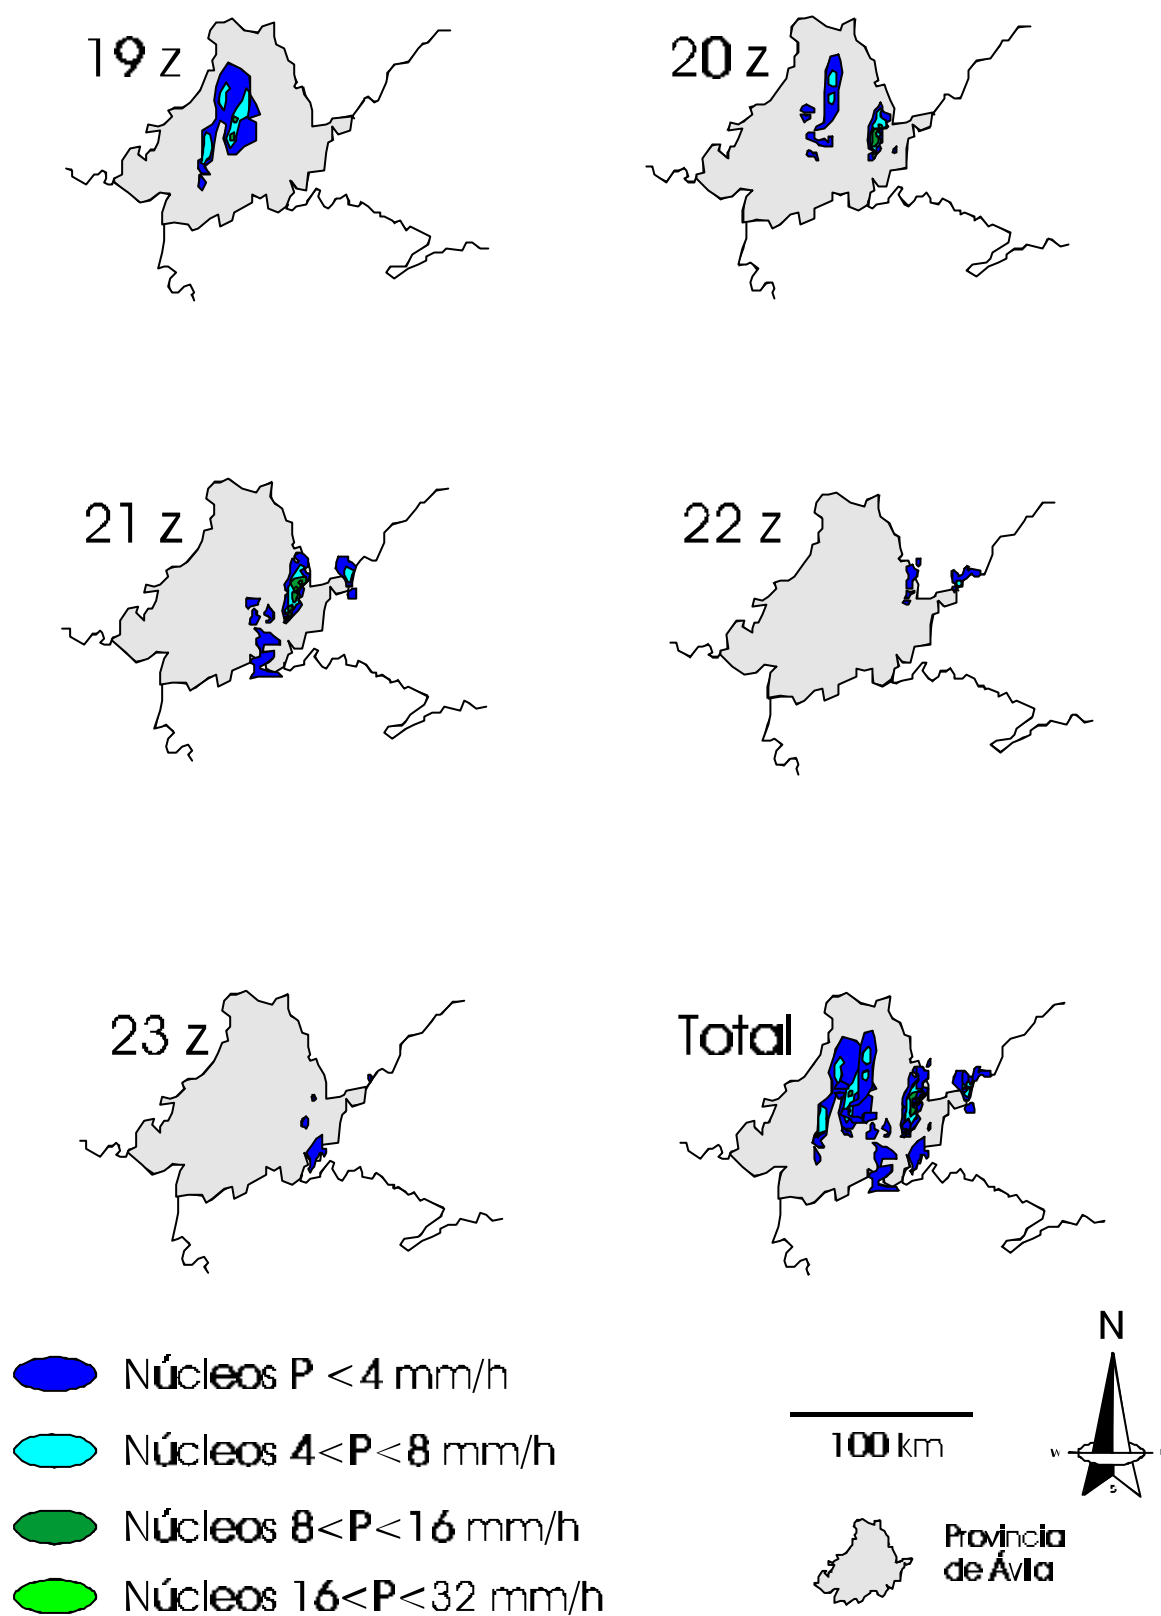 19 z
20 z
21 z
22 z
23 z
Total
Núcleos P <4 mm/h
Núcleos 4<P<8 mm/h
Núcleos 8<P<16 mm/h
Núcleos 16<P<32 mm/h
100 km
N
W
S
Provincia
de Ávila